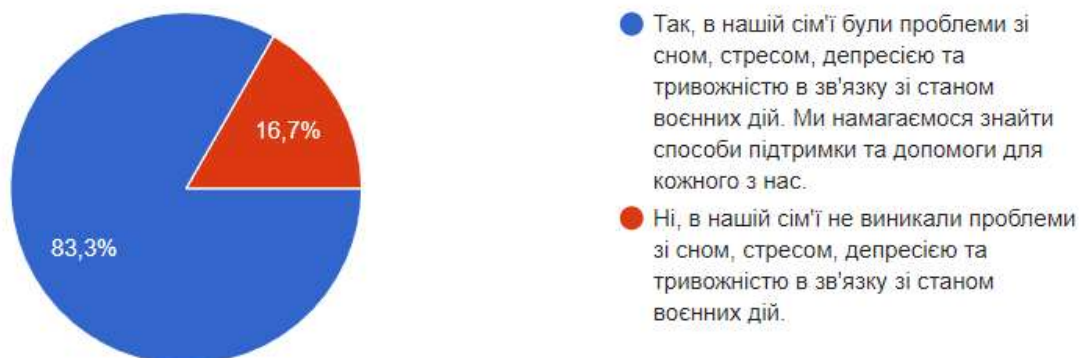 16,7%
83,3%
Так, в нашій сім'ї були проблеми зі
сном, стресом, депресією та
тривожністю в зв'язку зі станом
воєнних дій. Ми намагаємося знайти
способи підтримки та допомоги для
кожного з нас.
Ні, в нашій сім'ї не виникали проблеми
зі сном, стресом, депресією та
тривожністю в зв'язку зі станом
воєнних дій.